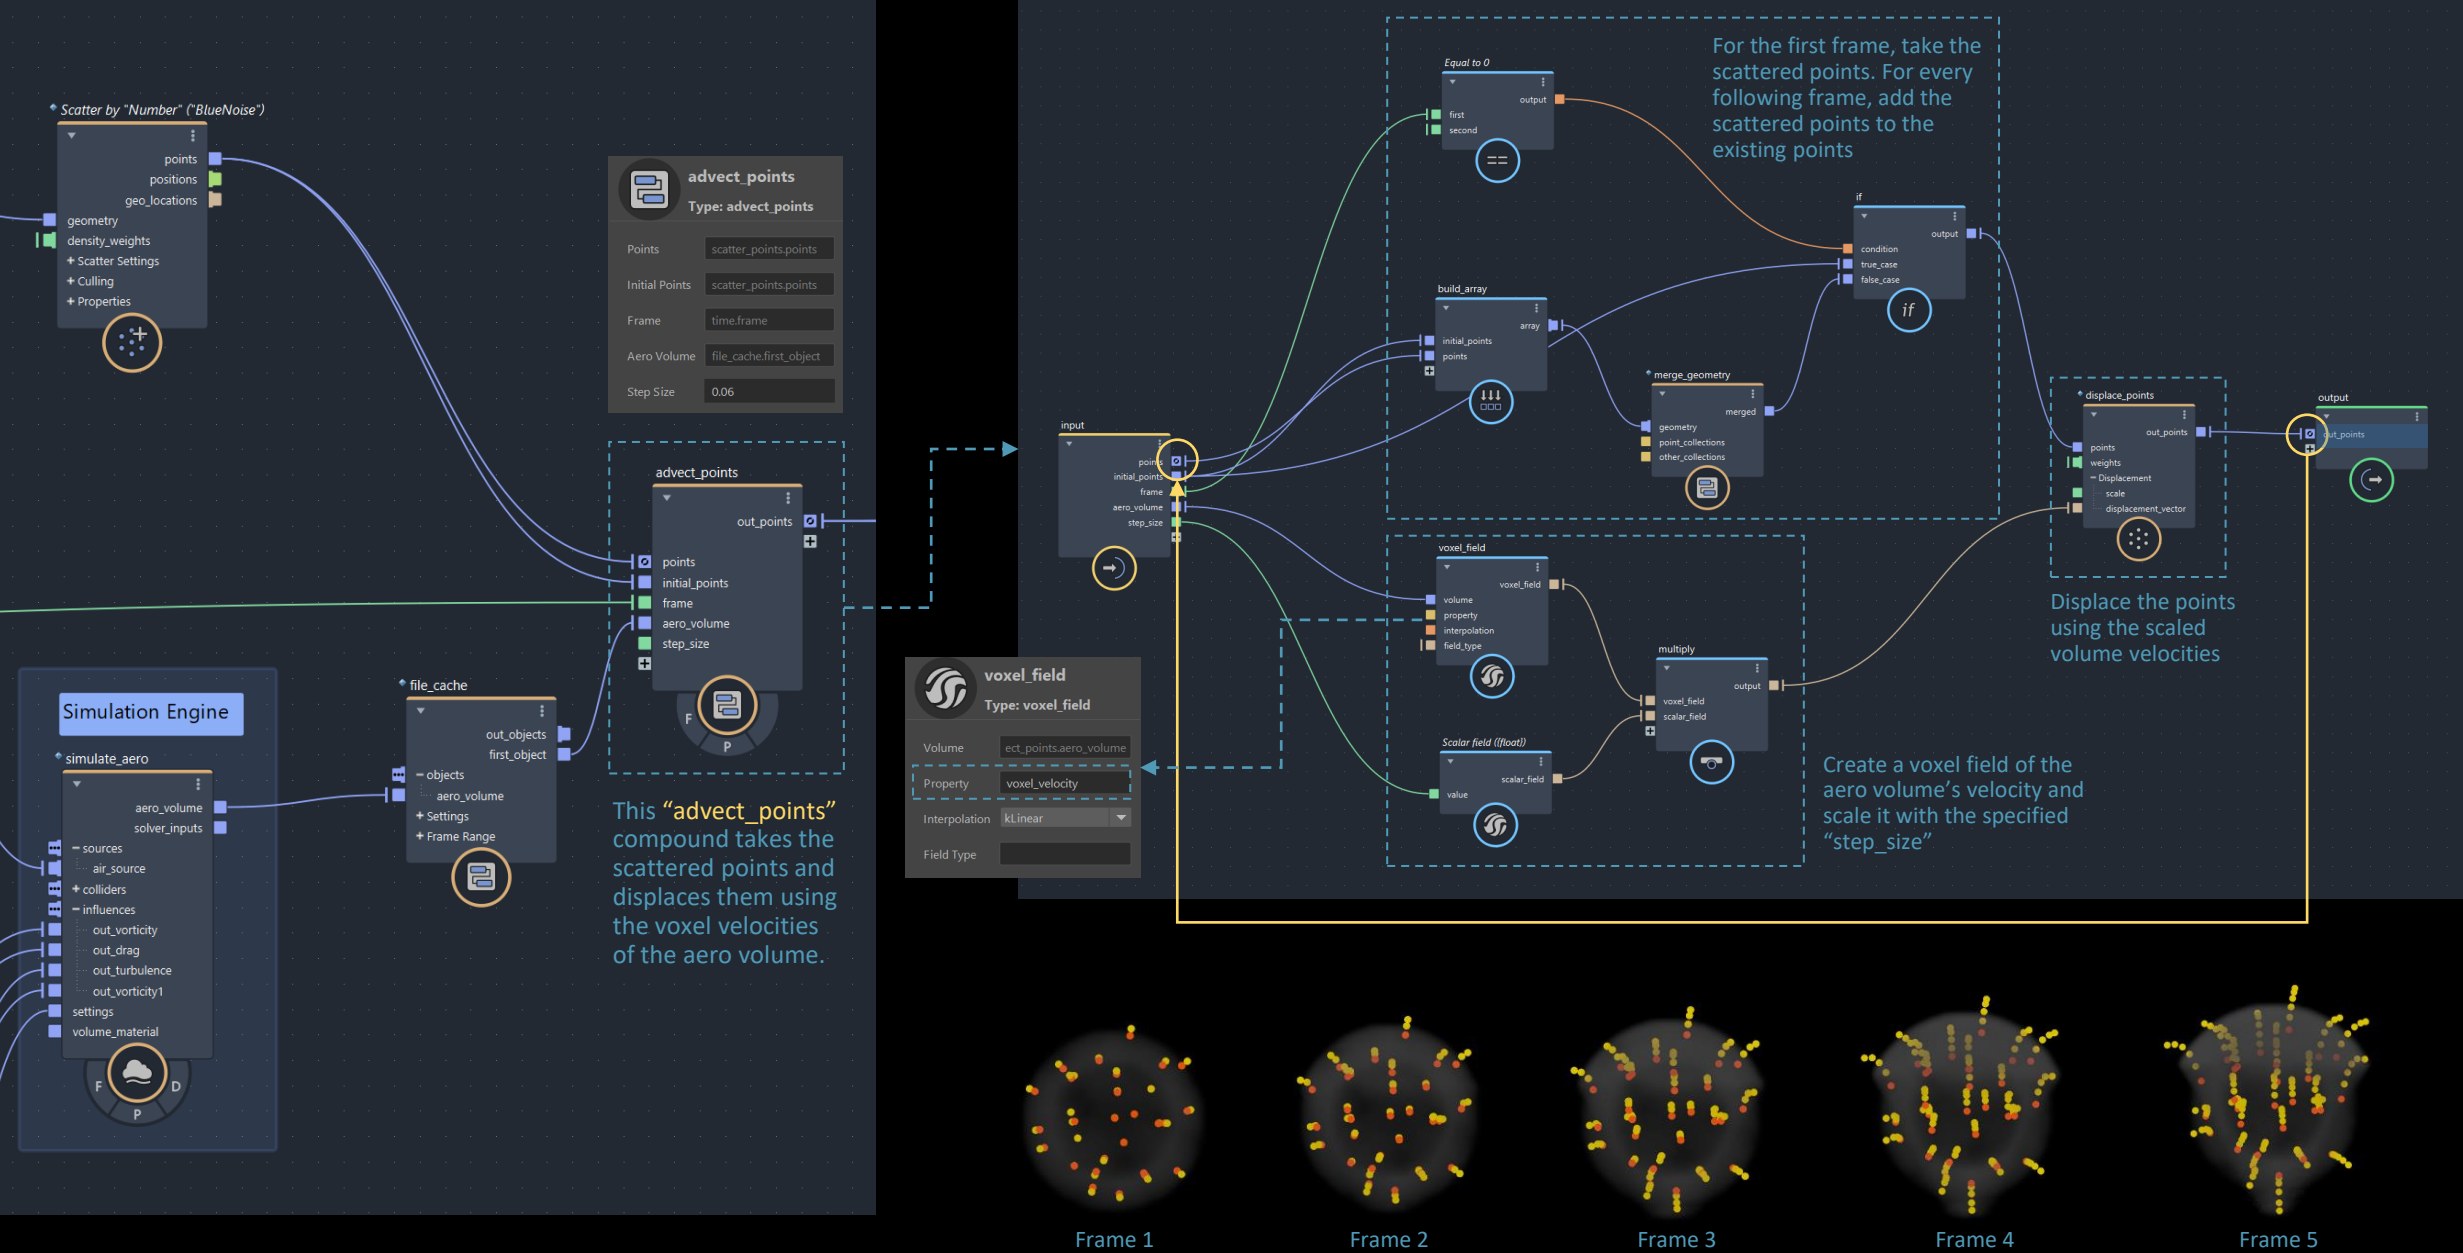 Scatter by "Number" ("BlueNoise")
points
positions
geo_locations
geometry
density_weights
+ Scatter Settings
+ Culling
+ Properties
advect_points
Type: advect_points
Points scatter_points.points
Initial Points scatter_points.points
Frame time.frame
Aero Volume file_cache.first_object
Step Size 0.06
advect_points
out_points
points
initial_points
frame
aero_volume
step_size
F
P
This “advect_points”
compound takes the
scattered points and
displaces them using
the voxel velocities
of the aero volume.
Simulation Engine
simulate_aero
aero_volume
solver_inputs
sources
air_source
+ colliders
influences
out_vorticity
out_drag
out_turbulence
out_vorticity1
settings
volume_material
F
D
P
file_cache
out_objects
first_object
objects
aero_volume
+ Settings
+ Frame Range
input
points
initial_points
frame
aero_volume
step_size
Equal to 0
output
first
second
==
For the first frame, take the
scattered points. For every
following frame, add the
scattered points to the
existing points
build_array
array
initial_points
points
merge_geometry
merged
geometry
point_collections
other_collections
if
output
condition
true_case
false_case
if
displace_points
out_points
points
weights
Displacement
scale
displacement_vector
output
out_points
Displace the points
using the scaled
volume velocities
voxel_field
voxel_field
volume
property
interpolation
field_type
multiply
output
voxel_field
scalar_field
Scalar field ((float))
scalar_field
value
Create a voxel field of the
aero volume’s velocity and
scale it with the specified
“step_size”
voxel_field
Type: voxel_field
Volume ect_points.aero_volume
Property voxel_velocity
Interpolation kLinear
Field Type
Frame 1
Frame 2
Frame 3
Frame 4
Frame 5